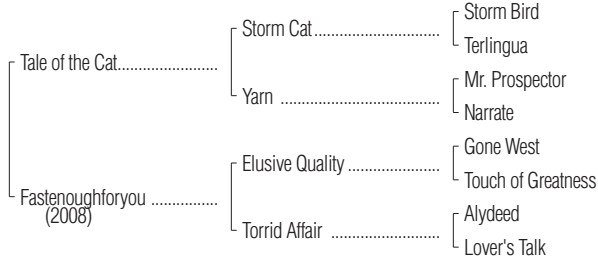 Storm Bird
Storm Cat..............................
Terlingua
Tale of the Cat........................
Mr. Prospector
Yarn ......................................
Narrate
Gone West
Elusive Quality ......................
Touch of Greatness
Fastenoughforyou ................
(2008)
Alydeed
Torrid Affair ..........................
Lover's Talk